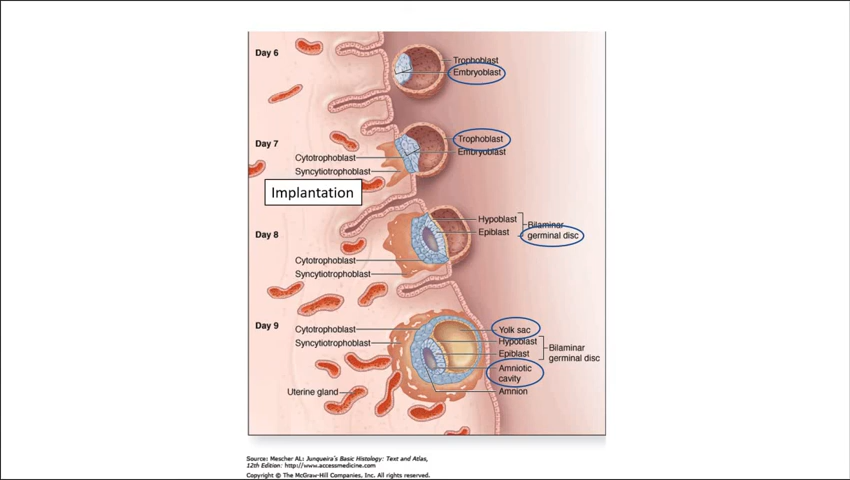 Day 6
Trophoblast
Embryoblast
Day 7
Trophoblast
Embryoblast
Cytotrophoblast
Syncytiotrophoblast
Implantation
Day 8
Hypoblast
Epiblast
Bilaminar
germinal disc
Cytotrophoblast
Syncytiotrophoblast
Day 9
Cytotrophoblast
Syncytiotrophoblast
Yolk sac
Hypoblast
Epiblast
Bilaminar
germinal disc
Amniotic
cavity
Amnion
Uterine gland
Source: Mescher AL: Junqueira's Basic Histology: Text and Atlas,
12th Edition: http://www.accessmedicine.com
Copyright © The McGraw-Hill Companies, Inc. All rights reserved.